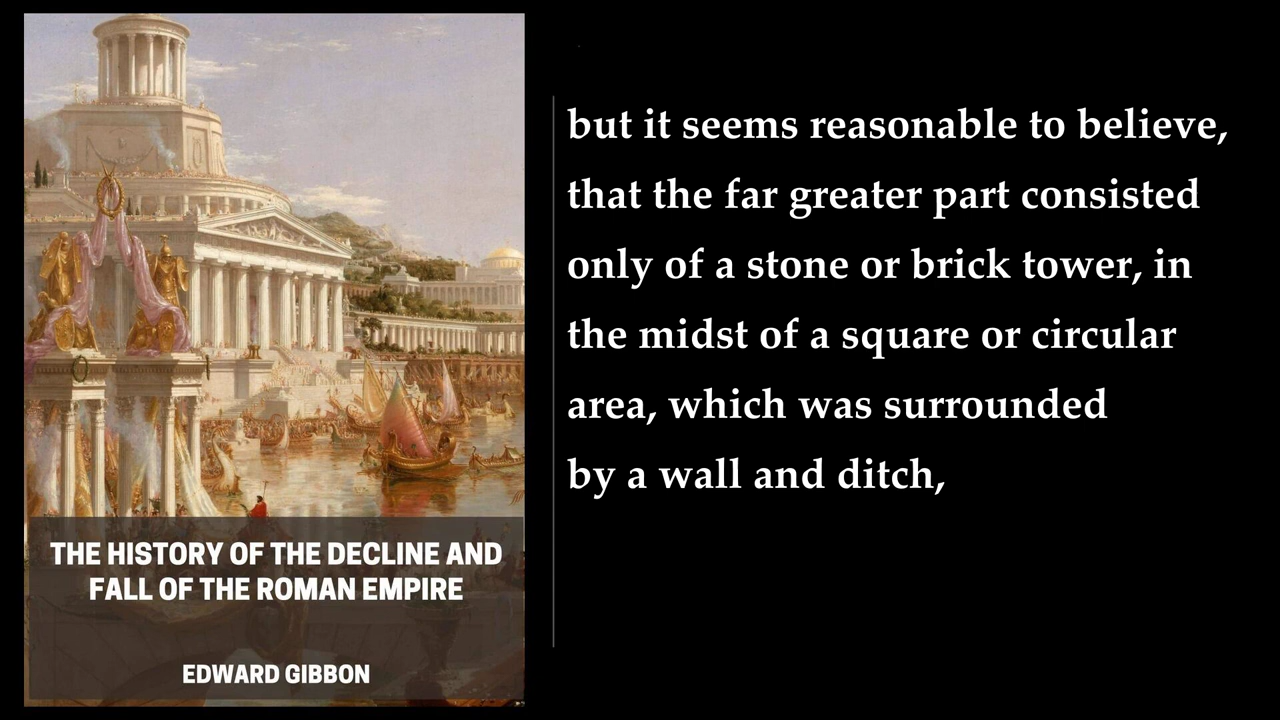 but it seems reasonable to believe,
that the far greater part consisted
only of a stone or brick tower, in
the midst of a square or circular
area, which was surrounded
by a wall and ditch,
THE HISTORY OF THE DECLINE AND
FALL OF THE ROMAN EMPIRE
EDWARD GIBBON